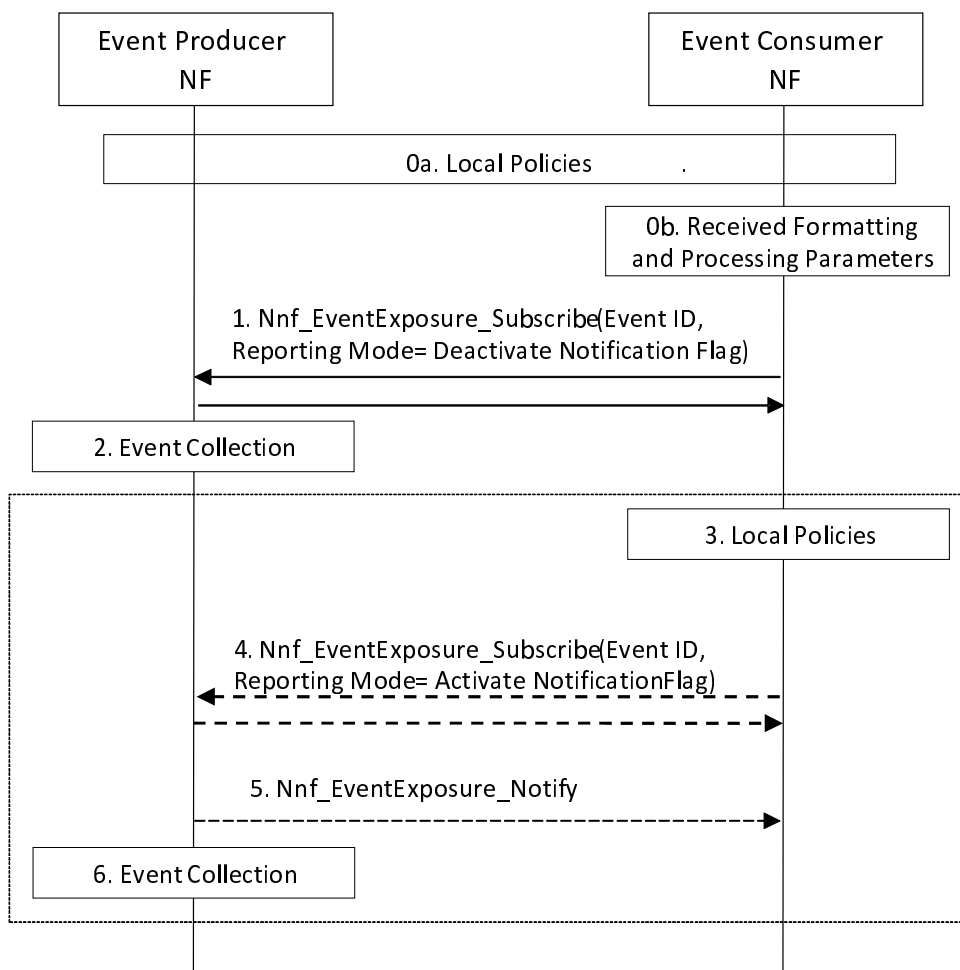 Event Producer
NF
Event Consumer
NF
0a. Local Policies .
0b. Received Formatting
and Processing Parameters
1. Nnf_EventExposure_Subscribe(Event ID,
Reporting Mode= Deactivate Notification Flag)
2. Event Collection
3. Local Policies
4. Nnf_EventExposure_Subscribe(Event ID,
Reporting Mode= Activate NotificationFlag)
5. Nnf_EventExposure_Notify
6. Event Collection